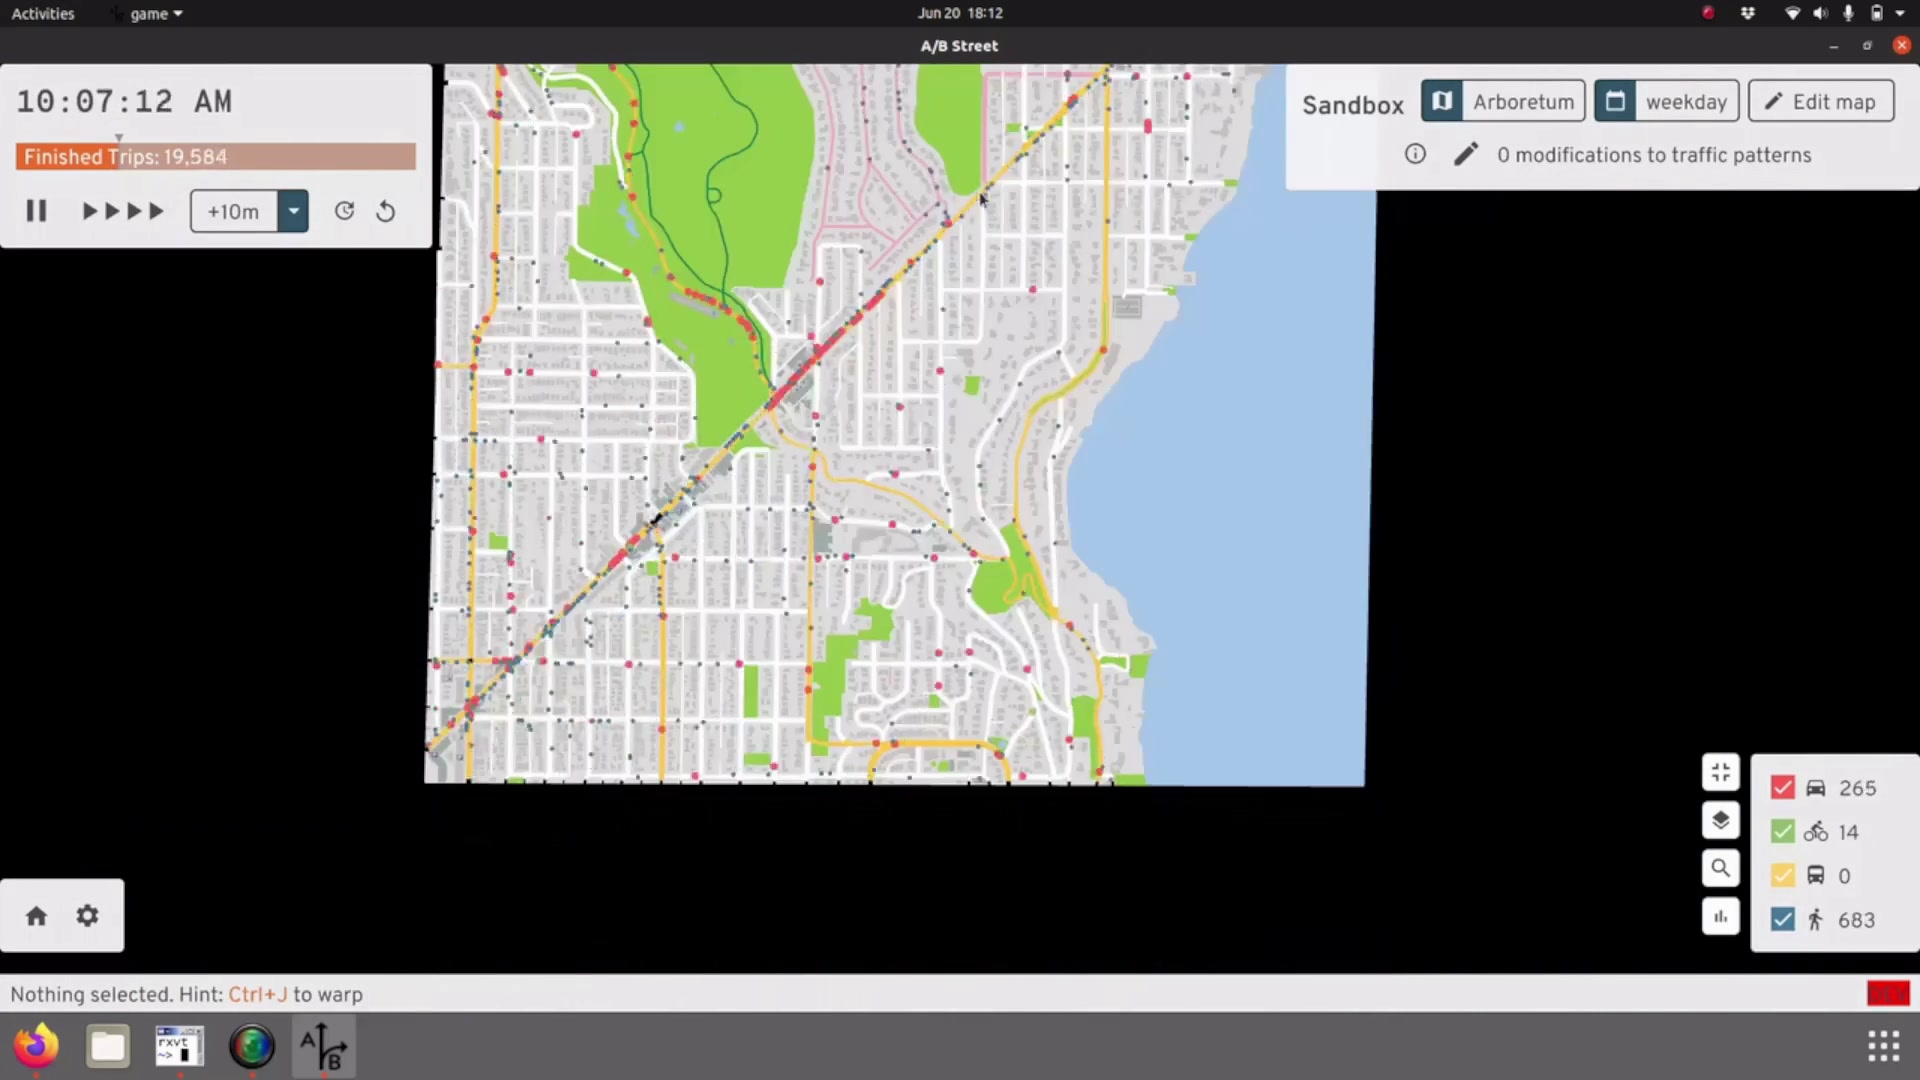 Activities
game
Jun 20 18:12
A/B Street
10:07:12 AM
Finished Trips: 19,584
+10m
Sandbox
Arboretum
weekday
Edit map
0 modifications to traffic patterns
265
14
0
683
Nothing selected. Hint: Ctrl+J to warp
rxvt
~>
A
B